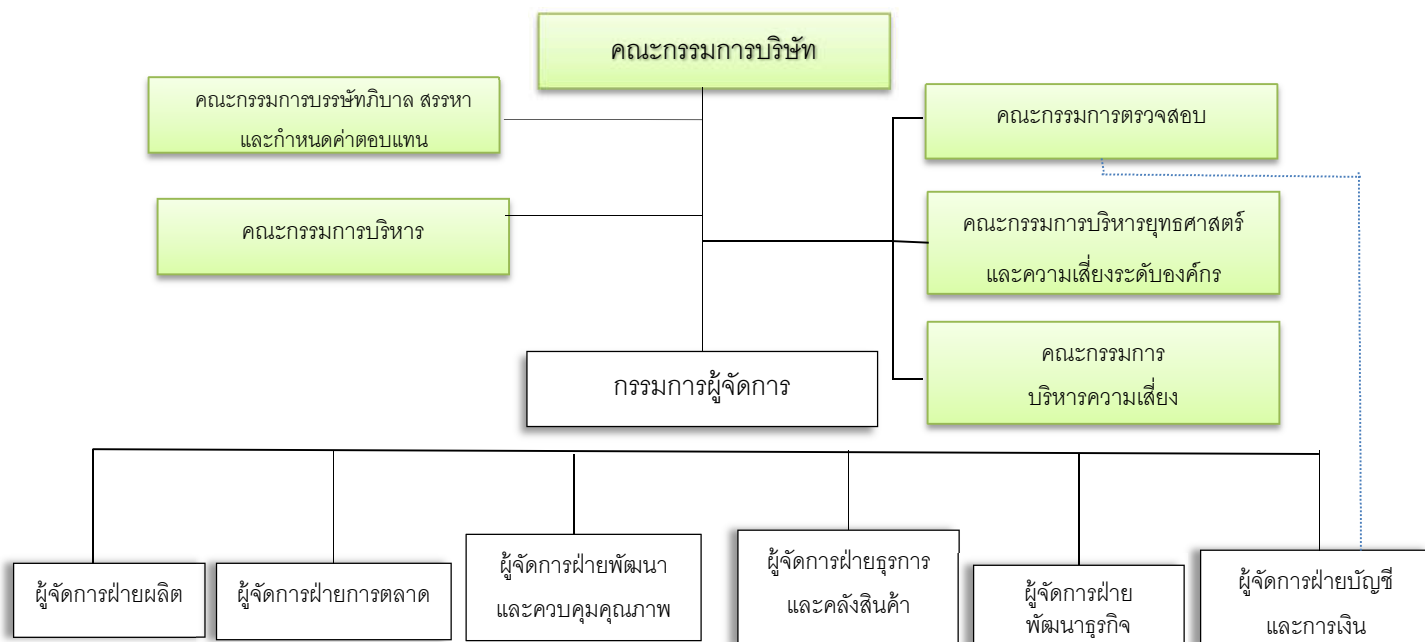 คณะกรรมการบริษัท
คณะกรรมการบรรษัทภิบาล สรรหา
และกำหนดค่าตอบแทน
คณะกรรมการตรวจสอบ
คณะกรรมการบริหาร
คณะกรรมการบริหารยุทธศาสตร์
และความเสี่ยงระดับองค์กร
คณะกรรมการ
บริหารความเสี่ยง
กรรมการผู้จัดการ
ผู้จัดการฝ่ายผลิต
ผู้จัดการฝ่ายการตลาด
ผู้จัดการฝ่ายพัฒนา
และควบคุมคุณภาพ
ผู้จัดการฝ่ายธุรการ
และคลังสินค้า
ผู้จัดการฝ่าย
พัฒนาธุรกิจ
ผู้จัดการฝ่ายบัญชี
และการเงิน